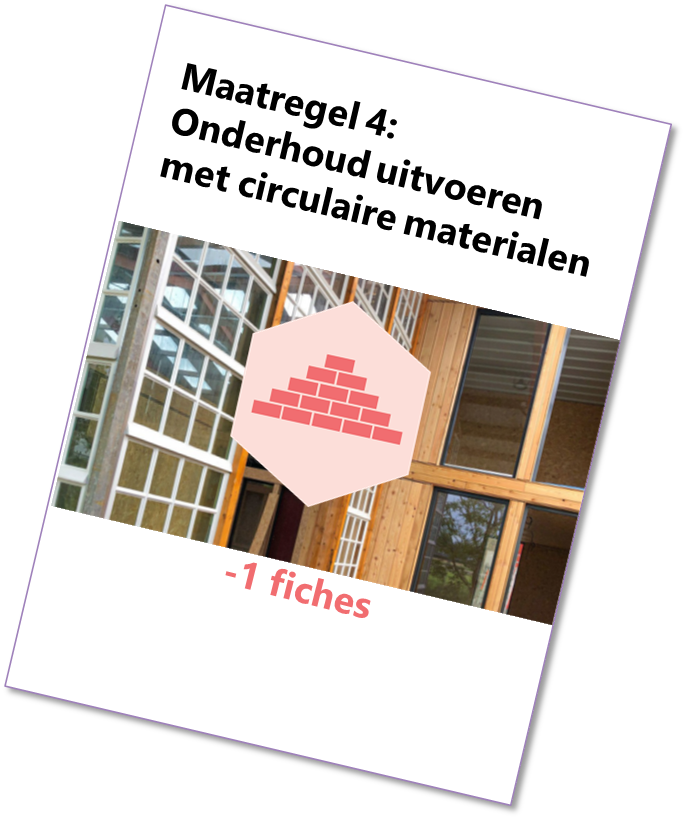 Maatregel 4:
Onderhoud uitvoeren
met circulaire materialen
-1 fiches